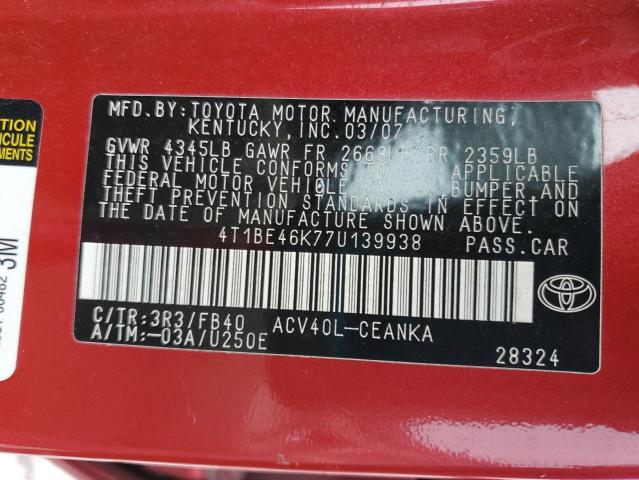 MFD.BY:TOYOTA MOTOR MANUFACTURING,
KENTUCKY, INC. 03/07
GVWR 4345LB GAWR FR 2668LB RR 2359LB
THIS VEHICLE CONFORMS TO ALL APPLICABLE
FEDERAL MOTOR VEHICLE SAFETY, BUMPER AND
THEFT PREVENTION STANDARDS IN EFFECT ON
THE DATE OF MANUFACTURE SHOWN ABOVE.
4T1BE46K77U139938 PASS.CAR
C/TR:3R3/FB40 ACV40L-CEANKA
A/TM:-03A/U250E
28324
3M